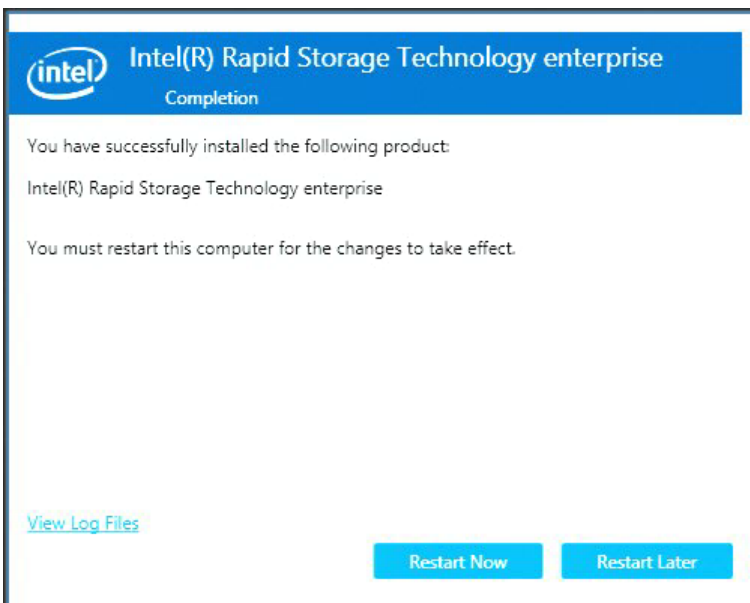 intel
Intel(R) Rapid Storage Technology enterprise
Completion
You have successfully installed the following product:
Intel(R) Rapid Storage Technology enterprise
You must restart this computer for the changes to take effect.
View Log Files
Restart Now
Restart Later